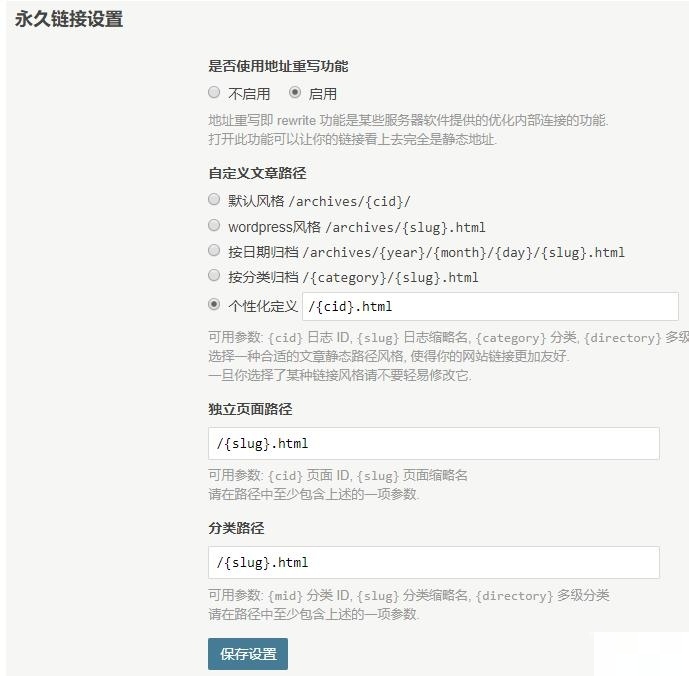 永久链接设置
是否使用地址重写功能
不启用 启用
地址重写即 rewrite 功能是某些服务器软件提供的优化内部连接的功能.
打开此功能可以让你的链接看上去完全是静态地址.
自定义文章路径
默认风格 /archives/{cid}/
wordpress风格 /archives/{slug}.html
按日期归档 /archives/{year}/{month}/{day}/{slug}.html
按分类归档 /{category}/{slug}.html
个性化定义 /{cid}.html
可用参数: {cid} 日志 ID, {slug} 日志缩略名, {category} 分类, {directory} 多级
选择一种合适的文章静态路径风格, 使得你的网站链接更加友好.
一旦你选择了某种链接风格请不要轻易修改它.
独立页面路径
/{slug}.html
可用参数: {cid} 页面 ID, {slug} 页面缩略名
请在路径中至少包含上述的一项参数.
分类路径
/{slug}.html
可用参数: {mid} 分类 ID, {slug} 分类缩略名, {directory} 多级分类
请在路径中至少包含上述的一项参数.
保存设置